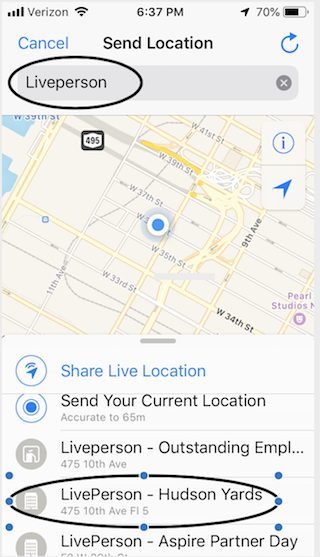 Verizon 6:37 PM 70%
Cancel Send Location
Liveperson
W 39th St
W 41st St
495
W 39th St
W 37th St
W 35th St
9th Ave
11th Ave
W 33rd St
Pearl
Studios N
W 34th St
Share Live Location
Send Your Current Location
Accurate to 65m
Liveperson - Outstanding Empl...
475 10th Ave
LivePerson - Hudson Yards
475 10th Ave Fl 5
LivePerson - Aspire Partner Day